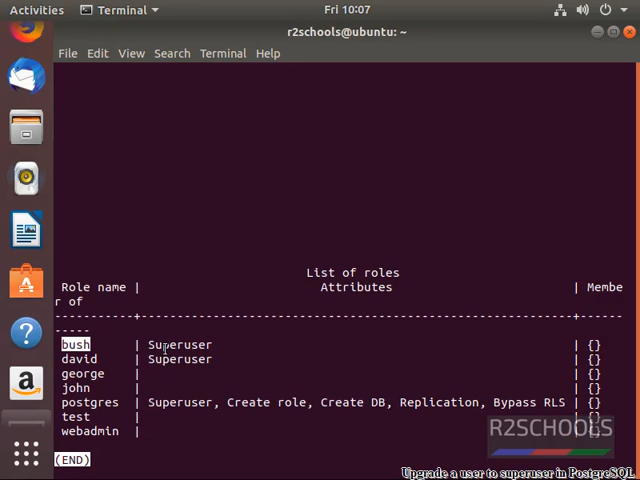 Activities Terminal Fri 10:07
r2schools@ubuntu: ~
File Edit View Search Terminal Help
List of roles
Role name | Attributes | Membe
r of
-----------+------------------------------------------------------------+------
-----
bush | Superuser | {}
david | Superuser | {}
george | | {}
john | | {}
postgres | Superuser, Create role, Create DB, Replication, Bypass RLS | {}
test | | {}
webadmin | | {}
R2SCHOOLS
(END)
Upgrade a user to superuser in PostgreSQL